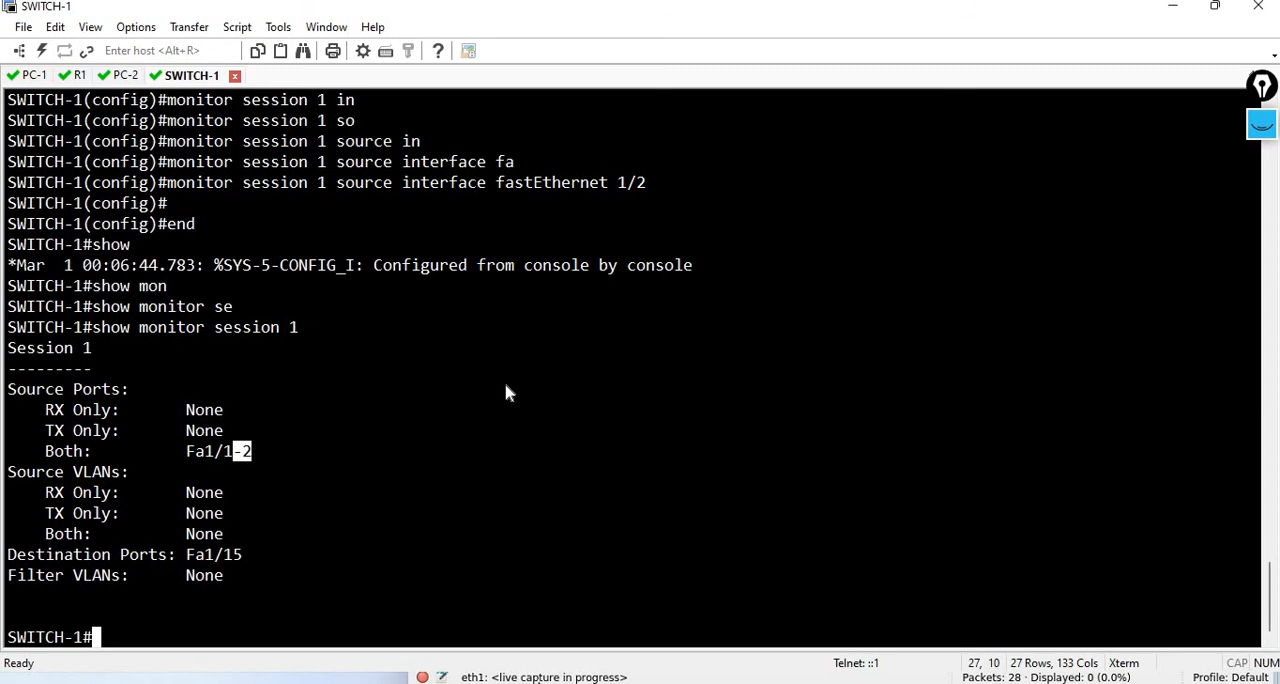 SWITCH-1
File Edit View Options Transfer Script Tools Window Help
Enter host <Alt+R>
PC-1 R1 PC-2 SWITCH-1
SWITCH-1(config)#monitor session 1 in
SWITCH-1(config)#monitor session 1 so
SWITCH-1(config)#monitor session 1 source in
SWITCH-1(config)#monitor session 1 source interface fa
SWITCH-1(config)#monitor session 1 source interface fastEthernet 1/2
SWITCH-1(config)#
SWITCH-1(config)#end
SWITCH-1#show
*Mar  1 00:06:44.783: %SYS-5-CONFIG_I: Configured from console by console
SWITCH-1#show mon
SWITCH-1#show monitor se
SWITCH-1#show monitor session 1
Session 1
---------
Source Ports:
    RX Only:       None
    TX Only:       None
    Both:          Fa1/1-2
Source VLANs:
    RX Only:       None
    TX Only:       None
    Both:          None
Destination Ports: Fa1/15
Filter VLANs:      None
SWITCH-1#
Ready Telnet: ::1 27, 10 27 Rows, 133 Cols Xterm CAP NUM
eth1: <live capture in progress> Packets: 28 · Displayed: 0 (0.0%) Profile: Default